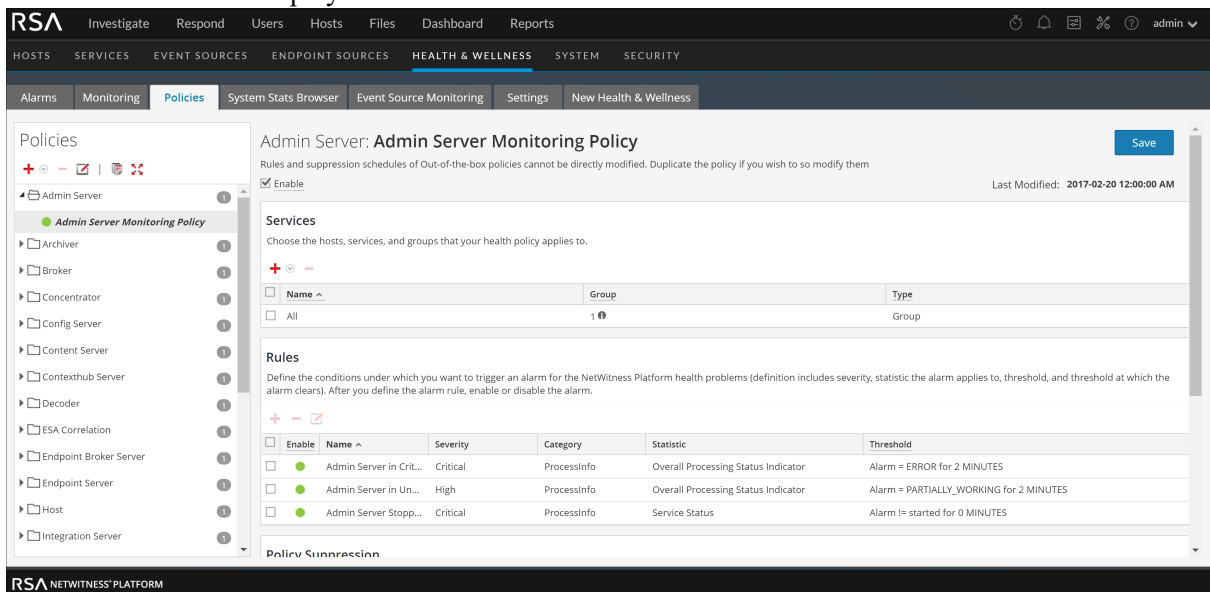 RSA Investigate Respond Users Hosts Files Dashboard Reports admin
HOSTS SERVICES EVENT SOURCES ENDPOINT SOURCES HEALTH & WELLNESS SYSTEM SECURITY
Alarms Monitoring Policies System Stats Browser Event Source Monitoring Settings New Health & Wellness
Policies
Admin Server 1
Admin Server Monitoring Policy
Archiver 1
Broker 1
Concentrator 1
Config Server 1
Content Server 1
Contexthub Server 1
Decoder 1
ESA Correlation 1
Endpoint Broker Server 1
Endpoint Server 1
Host 1
Integration Server 1
Admin Server: Admin Server Monitoring Policy
Save
Rules and suppression schedules of Out-of-the-box policies cannot be directly modified. Duplicate the policy if you wish to so modify them
Enable
Last Modified: 2017-02-20 12:00:00 AM
Services
Choose the hosts, services, and groups that your health policy applies to.
Name Group Type
All 1 Group
Rules
Define the conditions under which you want to trigger an alarm for the NetWitness Platform health problems (definition includes severity, statistic the alarm applies to, threshold, and threshold at which the
alarm clears). After you define the alarm rule, enable or disable the alarm.
Enable Name Severity Category Statistic Threshold
Admin Server in Crit... Critical ProcessInfo Overall Processing Status Indicator Alarm = ERROR for 2 MINUTES
Admin Server in Un... High ProcessInfo Overall Processing Status Indicator Alarm = PARTIALLY_WORKING for 2 MINUTES
Admin Server Stopp... Critical ProcessInfo Service Status Alarm != started for 0 MINUTES
Policy Suppression
RSA NETWITNESS® PLATFORM